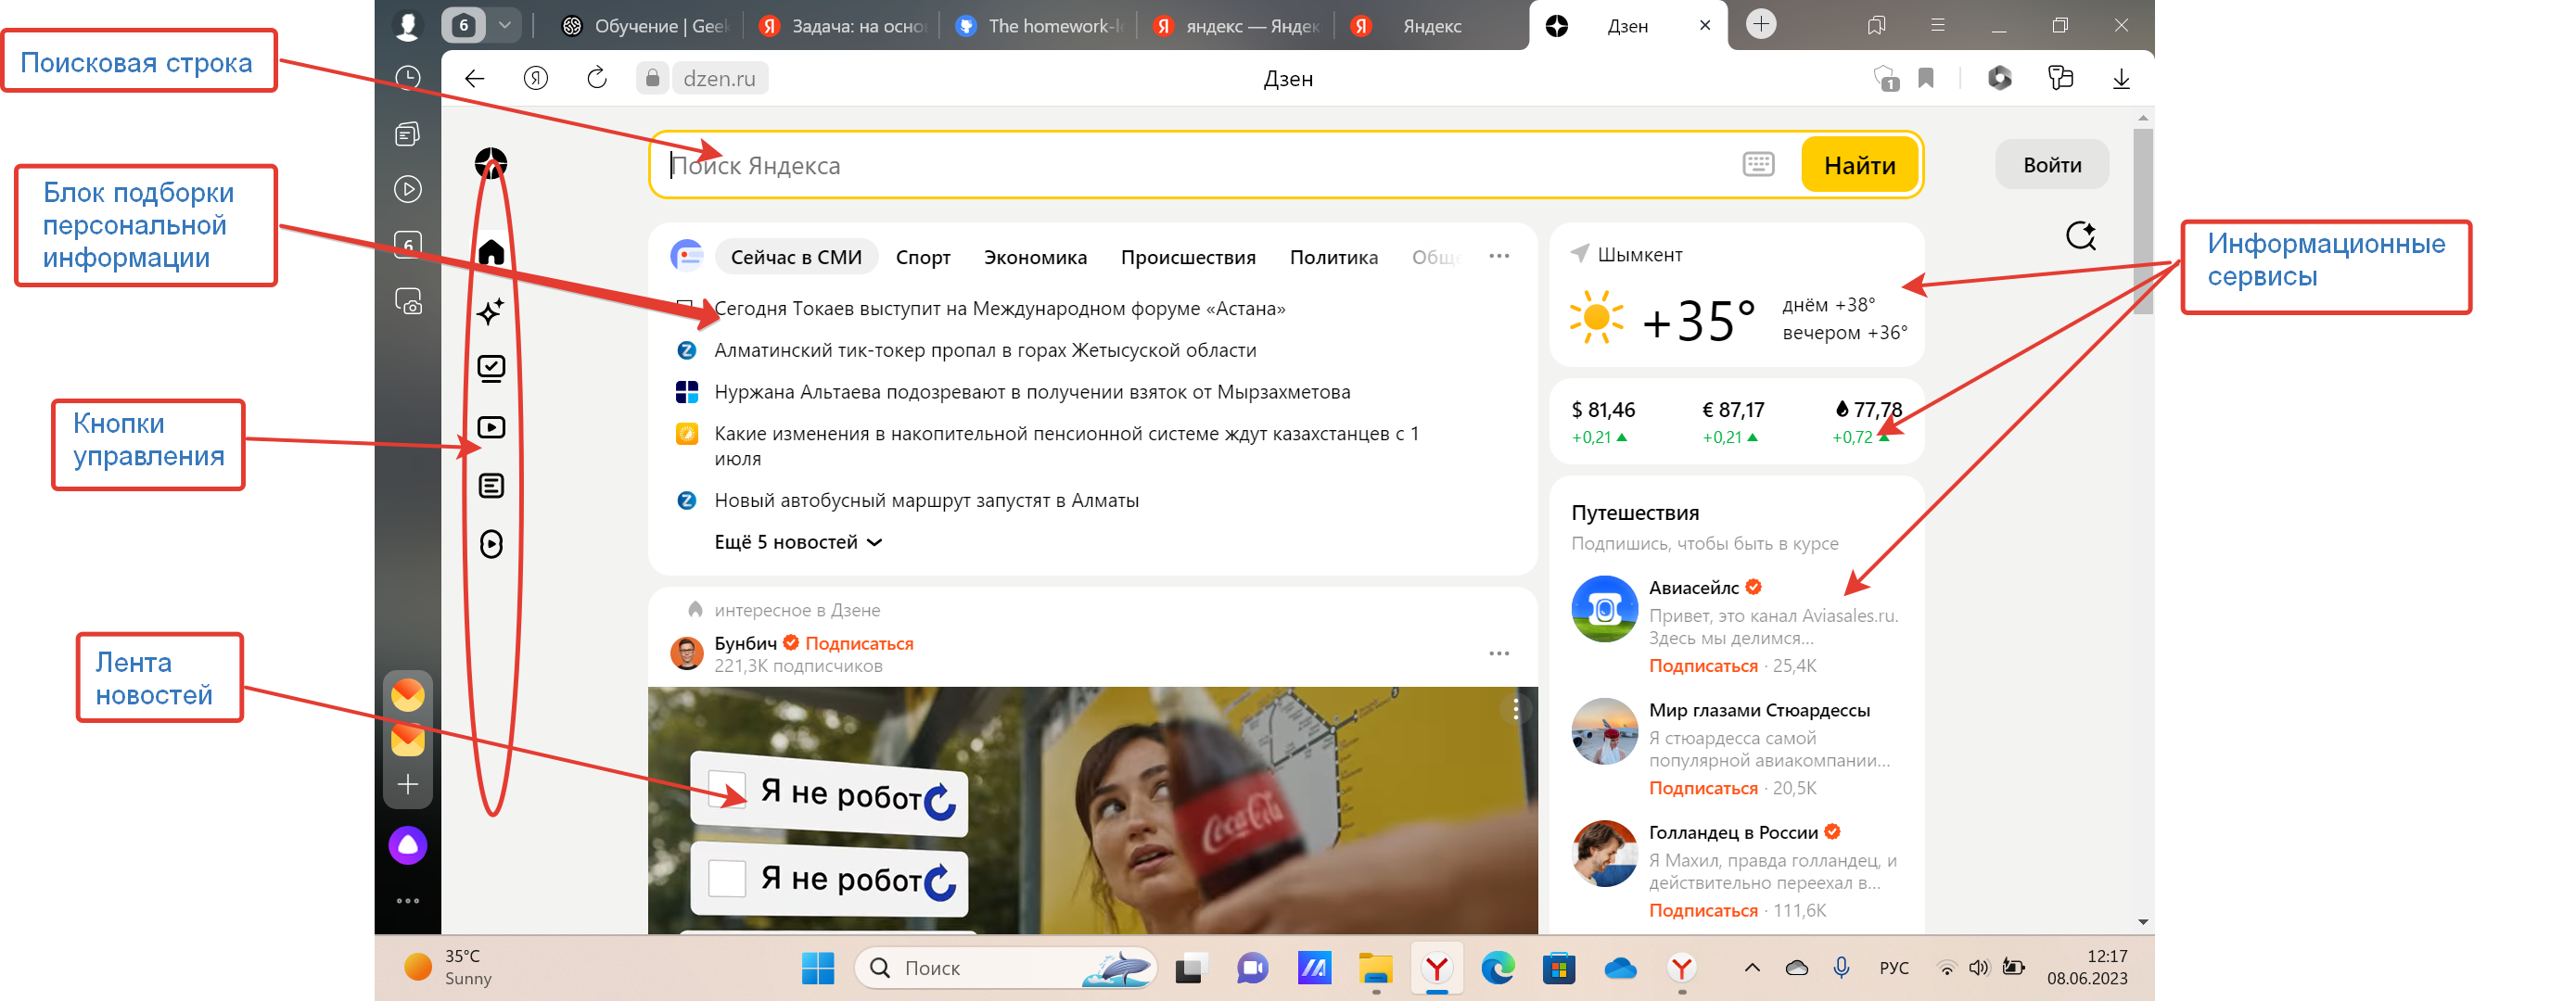 6
Обучение | Geek
Задача: на осно
The homework-le
яндекс — Яндек
Яндекс
Дзен
Поисковая строка
dzen.ru
Дзен
1
Поиск Яндекса
Найти
Войти
Блок подборки
персональной
информации
6
Сейчас в СМИ
Спорт
Экономика
Происшествия
Политика
Обще
Шымкент
Информационные
сервисы
Сегодня Токаев выступит на Международном форуме «Астана»
+35°
днём +38°
вечером +36°
Алматинский тик-токер пропал в горах Жетысуской области
Нуржана Альтаева подозревают в получении взяток от Мырзахметова
$ 81,46
€ 87,17
77,78
+0,21
+0,21
+0,72
Кнопки
управления
Какие изменения в накопительной пенсионной системе ждут казахстанцев с 1
июля
Новый автобусный маршрут запустят в Алматы
Ещё 5 новостей
Путешествия
Подпишись, чтобы быть в курсе
Авиасейлс
Привет, это канал Aviasales.ru.
Здесь мы делимся...
Подписаться · 25,4K
интересное в Дзене
Бунбич Подписаться
221,3K подписчиков
Лента
новостей
Мир глазами Стюардессы
Я стюардесса самой
популярной авиакомпании...
Подписаться · 20,5K
Я не робот
Я не робот
Coca-Cola
Голландец в России
Я Махил, правда голландец, и
действительно переехал в...
Подписаться · 111,6K
35°C
Sunny
Поиск
РУС
12:17
08.06.2023